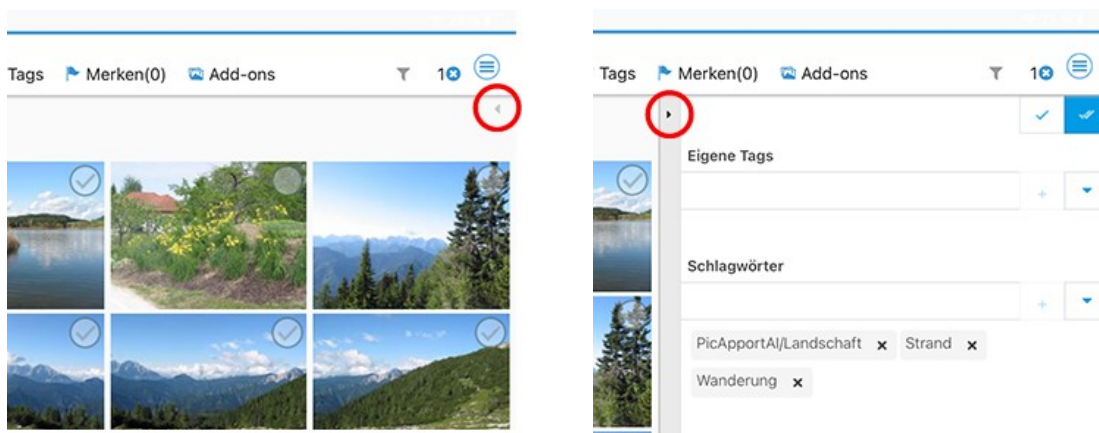 Tags Merken(0) Add-ons 1
Tags Merken(0) Add-ons 1
Eigene Tags
Schlagwörter
PicApportAI/Landschaft Strand
Wanderung